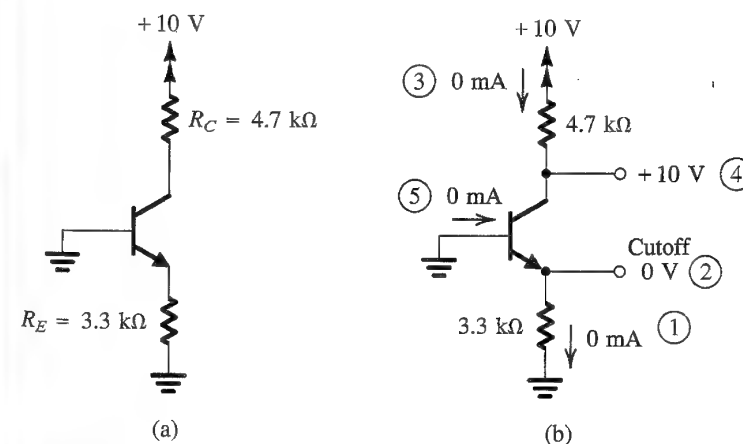 +10 V
R_C = 4.7 kΩ
R_E = 3.3 kΩ
(a)
+10 V
③ 0 mA
4.7 kΩ
+10 V ④
⑤ 0 mA
Cutoff
0 V ②
3.3 kΩ
0 mA ①
(b)